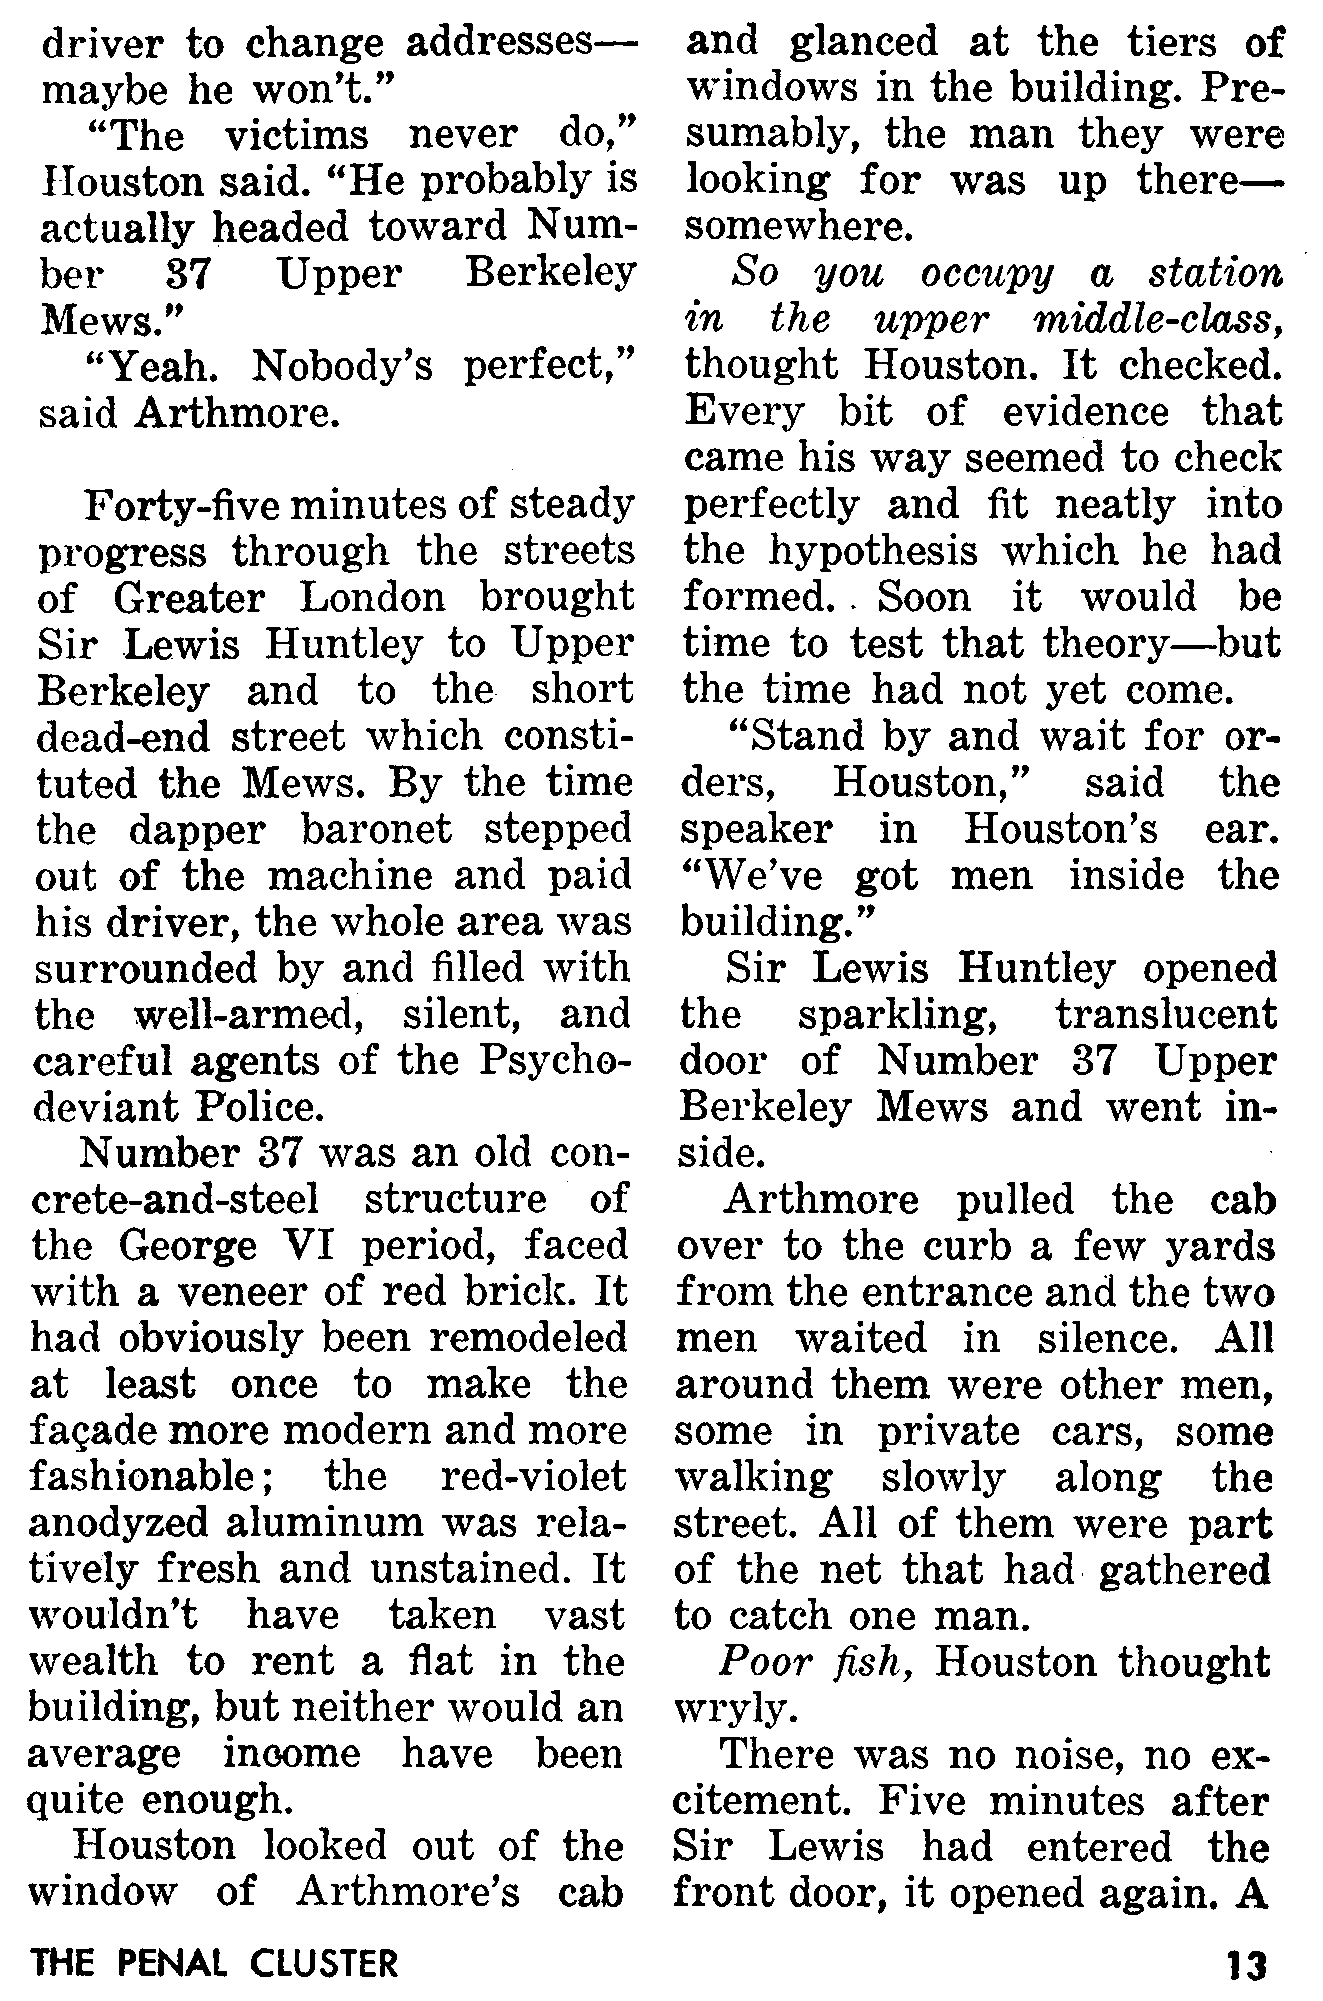 driver to change addresses—
maybe he won't.”
“The victims never do,”
Houston said. “He probably is
actually headed toward Num-
ber 37 Upper Berkeley
Mews.”
“Yeah. Nobody's perfect,”
said Arthmore.
Forty-five minutes of steady
progress through the streets
of Greater London brought
Sir Lewis Huntley to Upper
Berkeley and to the short
dead-end street which consti-
tuted the Mews. By the time
the dapper baronet stepped
out of the machine and paid
his driver, the whole area was
surrounded by and filled with
the well-armed, silent, and
careful agents of the Psycho-
deviant Police.
Number 37 was an old con-
crete-and-steel structure of
the George VI period, faced
with a veneer of red brick. It
had obviously been remodeled
at least once to make the
façade more modern and more
fashionable; the red-violet
anodyzed aluminum was rela-
tively fresh and unstained. It
wouldn't have taken vast
wealth to rent a flat in the
building, but neither would an
average income have been
quite enough.
Houston looked out of the
window of Arthmore's cab
and glanced at the tiers of
windows in the building. Pre-
sumably, the man they were
looking for was up there—
somewhere.
So you occupy a station
in the upper middle-class,
thought Houston. It checked.
Every bit of evidence that
came his way seemed to check
perfectly and fit neatly into
the hypothesis which he had
formed. . Soon it would be
time to test that theory—but
the time had not yet come.
“Stand by and wait for or-
ders, Houston,” said the
speaker in Houston's ear.
“We've got men inside the
building.”
Sir Lewis Huntley opened
the sparkling, translucent
door of Number 37 Upper
Berkeley Mews and went in-
side.
Arthmore pulled the cab
over to the curb a few yards
from the entrance and the two
men waited in silence. All
around them were other men,
some in private cars, some
walking slowly along the
street. All of them were part
of the net that had gathered
to catch one man.
Poor fish, Houston thought
wryly.
There was no noise, no ex-
citement. Five minutes after
Sir Lewis had entered the
front door, it opened again. A
THE PENAL CLUSTER
13